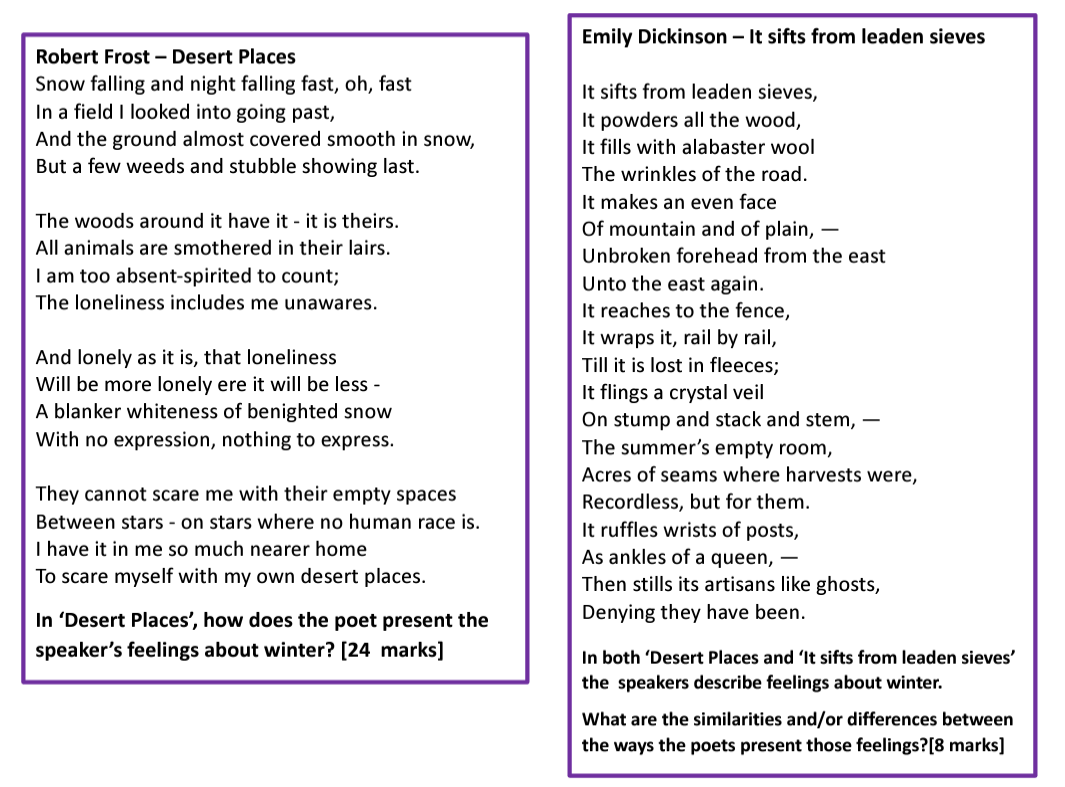 Robert Frost – Desert Places
Snow falling and night falling fast, oh, fast
In a field I looked into going past,
And the ground almost covered smooth in snow,
But a few weeds and stubble showing last.
The woods around it have it - it is theirs.
All animals are smothered in their lairs.
I am too absent-spirited to count;
The loneliness includes me unawares.
And lonely as it is, that loneliness
Will be more lonely ere it will be less -
A blanker whiteness of benighted snow
With no expression, nothing to express.
They cannot scare me with their empty spaces
Between stars - on stars where no human race is.
I have it in me so much nearer home
To scare myself with my own desert places.
In ‘Desert Places’, how does the poet present the
speaker’s feelings about winter? [24 marks]
Emily Dickinson – It sifts from leaden sieves
It sifts from leaden sieves,
It powders all the wood,
It fills with alabaster wool
The wrinkles of the road.
It makes an even face
Of mountain and of plain, —
Unbroken forehead from the east
Unto the east again.
It reaches to the fence,
It wraps it, rail by rail,
Till it is lost in fleeces;
It flings a crystal veil
On stump and stack and stem, —
The summer’s empty room,
Acres of seams where harvests were,
Recordless, but for them.
It ruffles wrists of posts,
As ankles of a queen, —
Then stills its artisans like ghosts,
Denying they have been.
In both ‘Desert Places and ‘It sifts from leaden sieves’
the speakers describe feelings about winter.
What are the similarities and/or differences between
the ways the poets present those feelings?[8 marks]